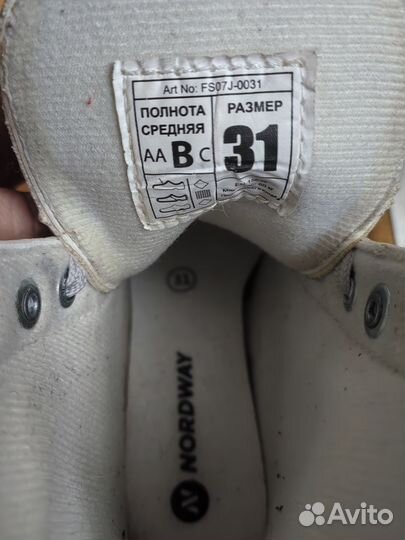 Art No: FS07J-0031
ПОЛНОТА РАЗМЕР
СРЕДНЯЯ
AA B C 31
31
NORDWAY
Avito